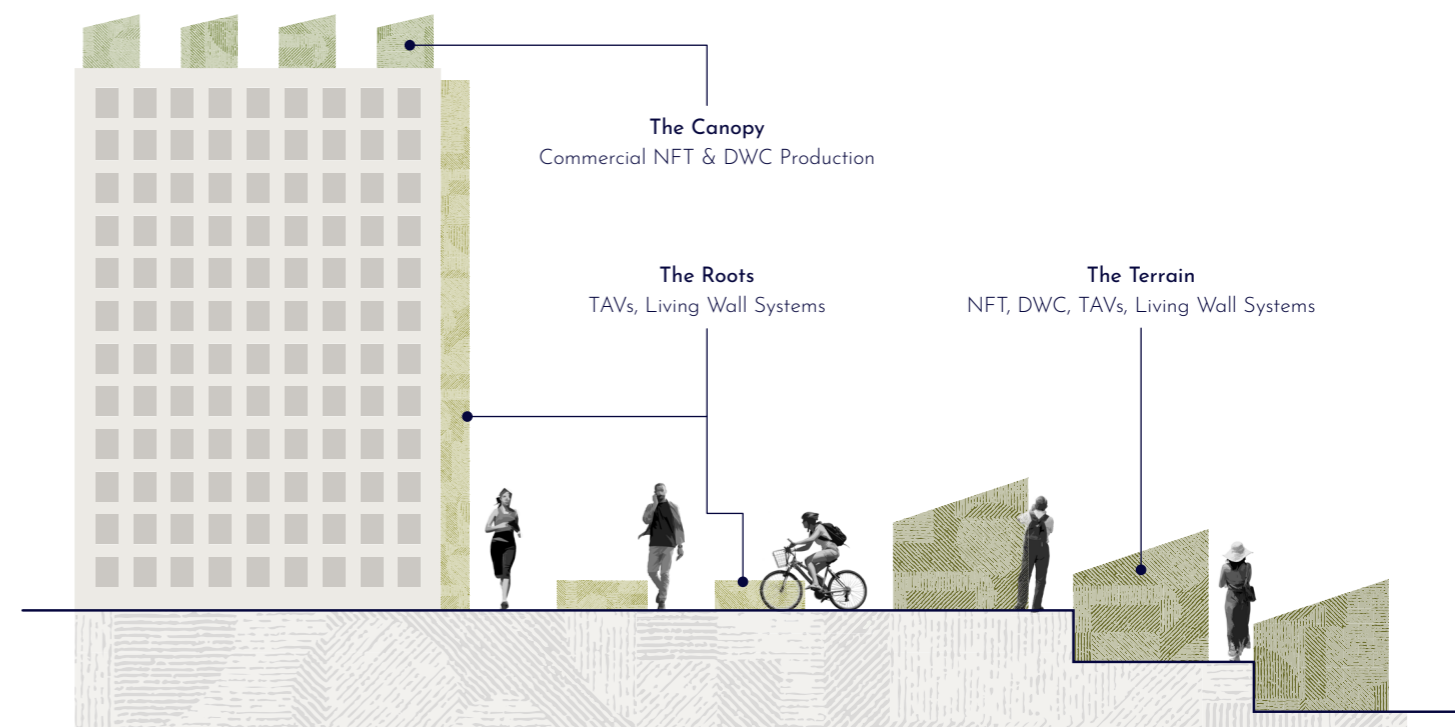 The Canopy
Commercial NFT & DWC Production
The Roots
TAVs, Living Wall Systems
The Terrain
NFT, DWC, TAVs, Living Wall Systems